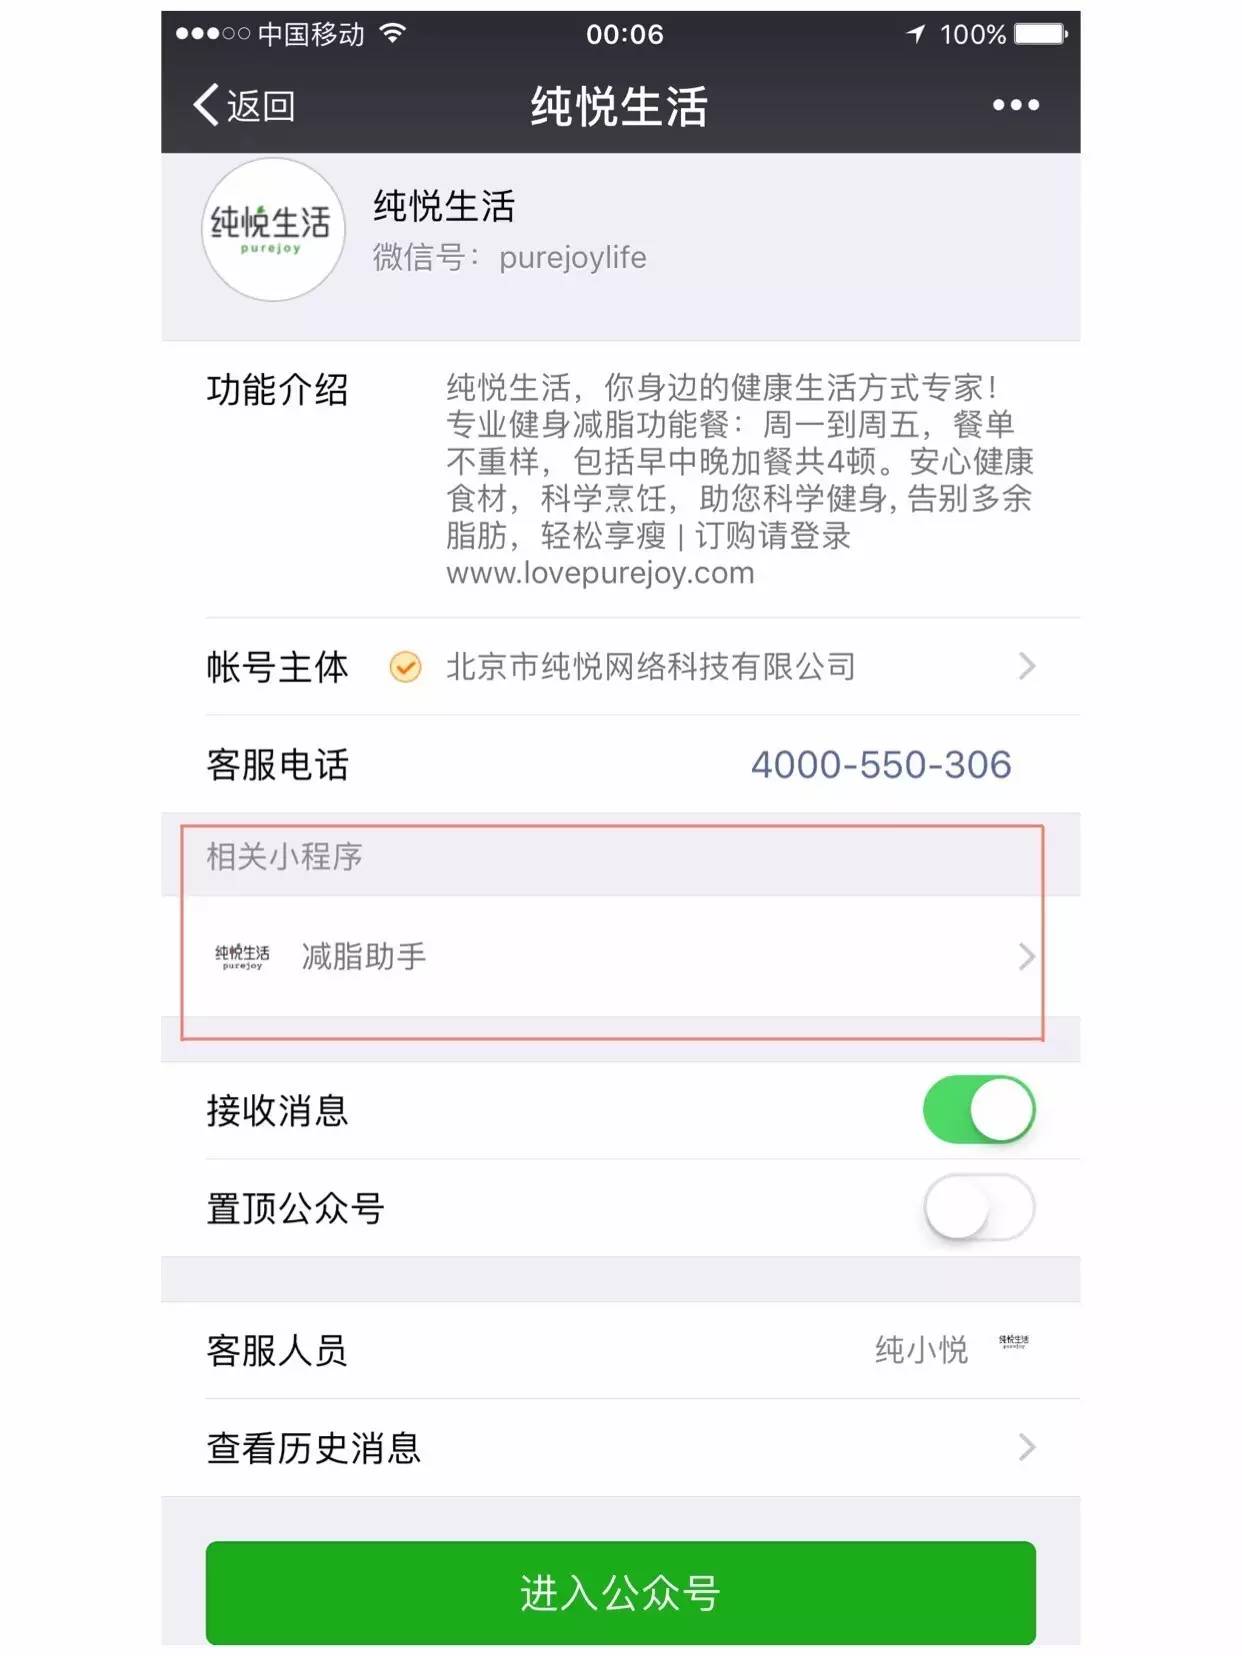 中国移动 00:06 100%
返回 纯悦生活
纯悦生活
purejoy
纯悦生活
微信号：purejoylife
功能介绍
纯悦生活，你身边的健康生活方式专家！
专业健身减脂功能餐：周一到周五，餐单
不重样，包括早中晚加餐共4顿。安心健康
食材，科学烹饪，助您科学健身, 告别多余
脂肪，轻松享瘦 | 订购请登录
www.lovepurejoy.com
帐号主体 北京市纯悦网络科技有限公司
客服电话 4000-550-306
相关小程序
纯悦生活
purejoy
减脂助手
接收消息
置顶公众号
客服人员 纯小悦
纯悦生活
purejoy
查看历史消息
进入公众号